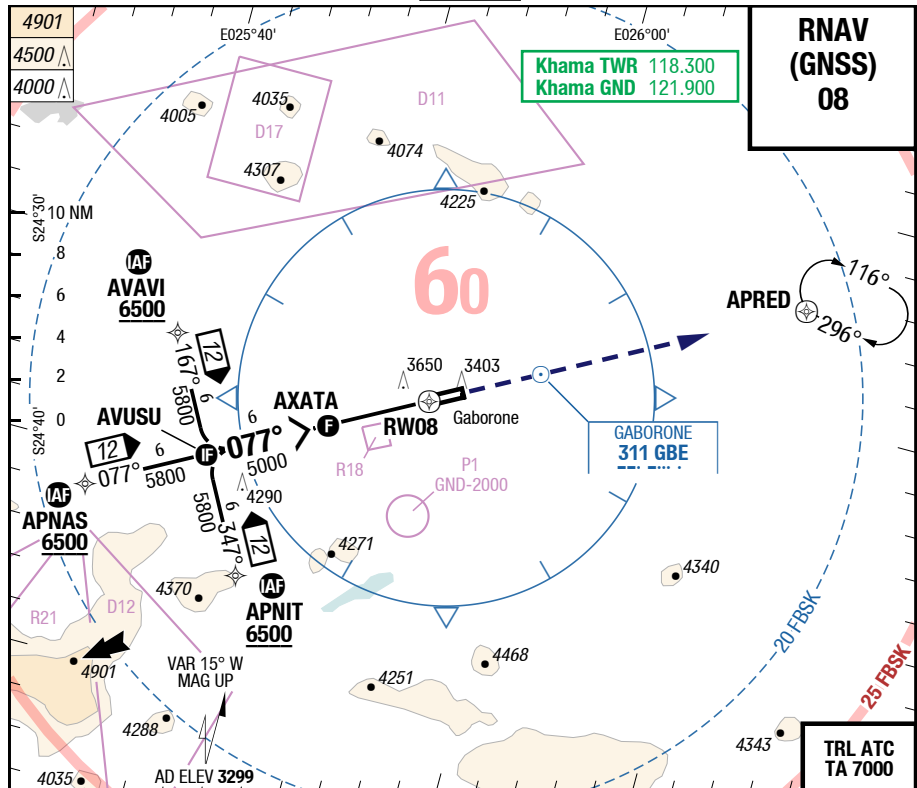 4901
4500
4000
E025°40'
E026°00'
Khama TWR 118.300
Khama GND 121.900
RNAV
(GNSS)
08
4005
4035
D17
4307
D11
4074
4225
S24°30'
10 NM
8
6
4
2
0
S24°40'
IAF
AVAVI
6500
60
APRED
116°
296°
12
167°
6
5800
3650
3403
AVUSU
AXATA
6
F
RW08
Gaborone
12
6
077°
5800
IF
077°
5000
R18
GABORONE
311 GBE
P1
GND-2000
IAF
APNAS
6500
4290
6
5800
347°
12
IAF
APNIT
6500
4271
4340
4370
R21
D12
4901
VAR 15° W
MAG UP
4468
4251
20 FBSK
25 FBSK
4288
4343
4035
AD ELEV 3299
TRL ATC
TA 7000